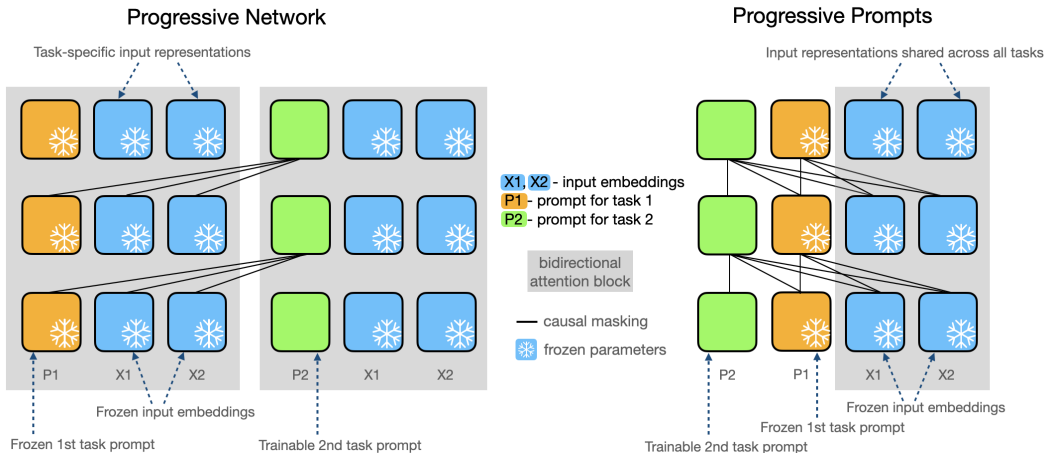 Progressive Network
Progressive Prompts
Task-specific input representations
Input representations shared across all tasks
X1, X2 - input embeddings
P1 - prompt for task 1
P2 - prompt for task 2
bidirectional
attention block
causal masking
frozen parameters
P1 X1 X2 P2 X1 X2
P2 P1 X1 X2
Frozen input embeddings
Frozen 1st task prompt
Trainable 2nd task prompt
Frozen input embeddings
Frozen 1st task prompt
Trainable 2nd task prompt